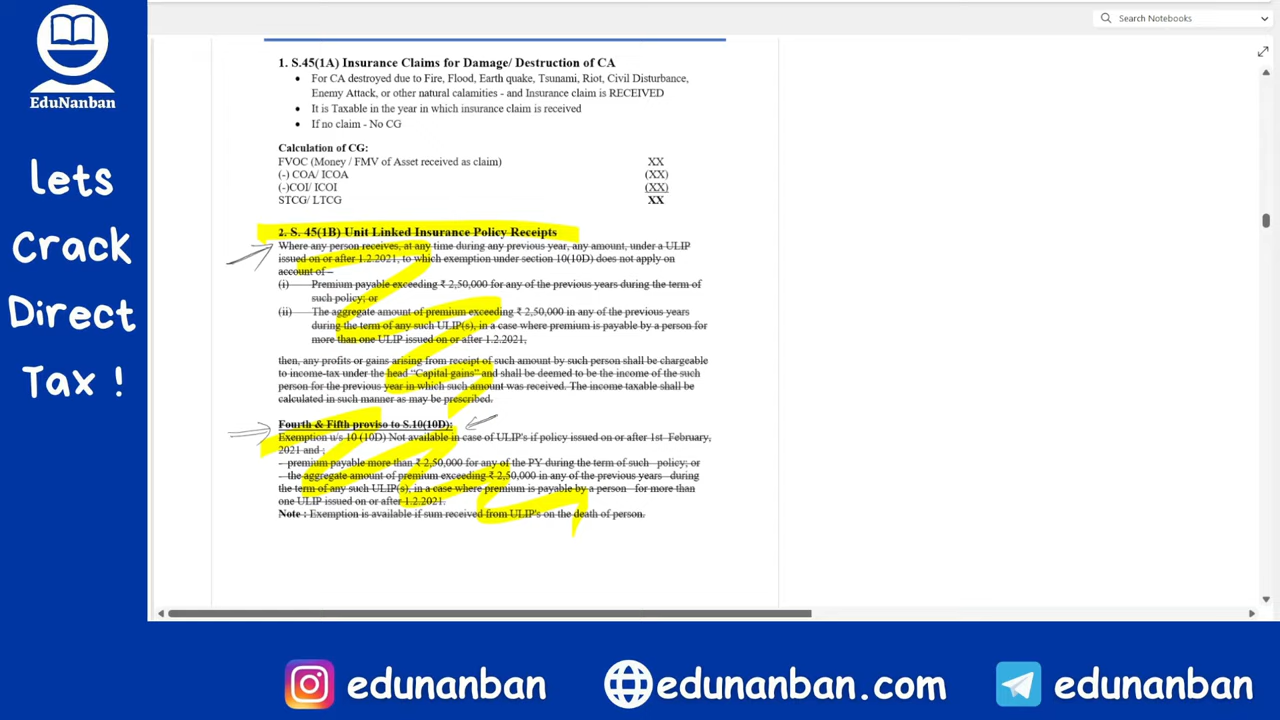 Search Notebooks
EduNanban
lets
Crack
Direct
Tax !
1. S.45(1A) Insurance Claims for Damage/ Destruction of CA
• For CA destroyed due to Fire, Flood, Earth quake, Tsunami, Riot, Civil Disturbance,
Enemy Attack, or other natural calamities - and Insurance claim is RECEIVED
• It is Taxable in the year in which insurance claim is received
• If no claim - No CG
Calculation of CG:
FVOC (Money / FMV of Asset received as claim) XX
(-) COA/ ICOA (XX)
(-)COI/ ICOI (XX)
STCG/ LTCG XX
2. S. 45(1B) Unit Linked Insurance Policy Receipts
Where any person receives, at any time during any previous year, any amount, under a ULIP
issued on or after 1.2.2021, to which exemption under section 10(10D) does not apply on
account of –
(i) Premium payable exceeding ₹ 2,50,000 for any of the previous years during the term of
such policy; or
(ii) The aggregate amount of premium exceeding ₹ 2,50,000 in any of the previous years
during the term of any such ULIP(s), in a case where premium is payable by a person for
more than one ULIP issued on or after 1.2.2021,
then, any profits or gains arising from receipt of such amount by such person shall be chargeable
to income-tax under the head “Capital gains” and shall be deemed to be the income of the such
person for the previous year in which such amount was received. The income taxable shall be
calculated in such manner as may be prescribed.
Fourth & Fifth proviso to S.10(10D):
Exemption u/s 10 (10D) Not available in case of ULIP's if policy issued on or after 1st February,
2021 and ;
- premium payable more than ₹ 2,50,000 for any of the PY during the term of such policy; or
- the aggregate amount of premium exceeding ₹ 2,50,000 in any of the previous years during
the term of any such ULIP(s), in a case where premium is payable by a person for more than
one ULIP issued on or after 1.2.2021.
Note : Exemption is available if sum received from ULIP's on the death of person.
edunanban
edunanban.com
edunanban